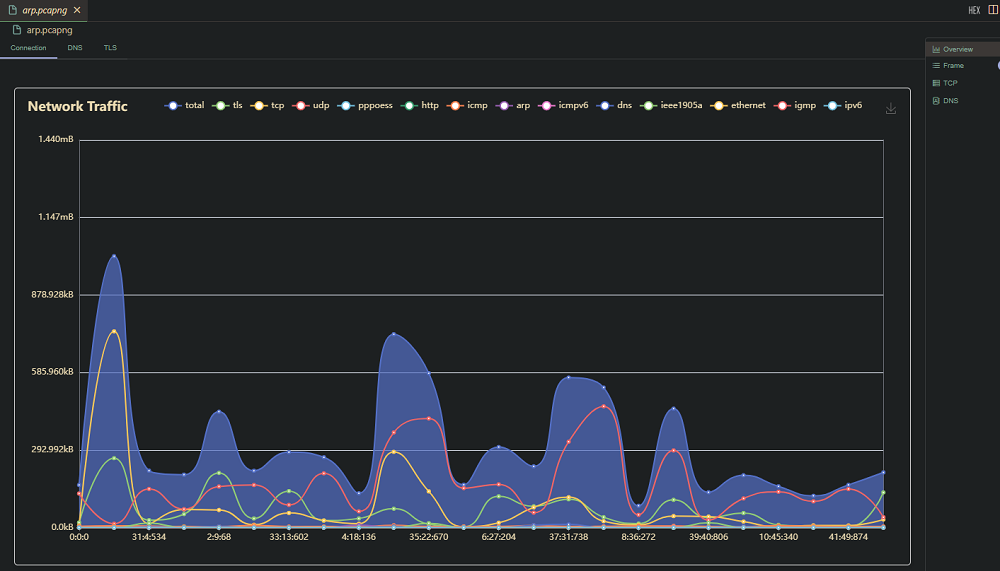 arp.pcapng
HEX
arp.pcapng
Connection DNS TLS
Overview
Frame
TCP
DNS
Network Traffic
total tls tcp udp pppoess http icmp arp icmpv6 dns ieee1905a ethernet igmp ipv6
1.440mB
1.147mB
878.928kB
585.960kB
292.992kB
0.0kB
0:0:00 31:4:534 2:9:968 33:13:602 4:18:136 35:22:670 6:27:204 37:31:738 8:36:272 39:40:806 10:45:340 41:49:874